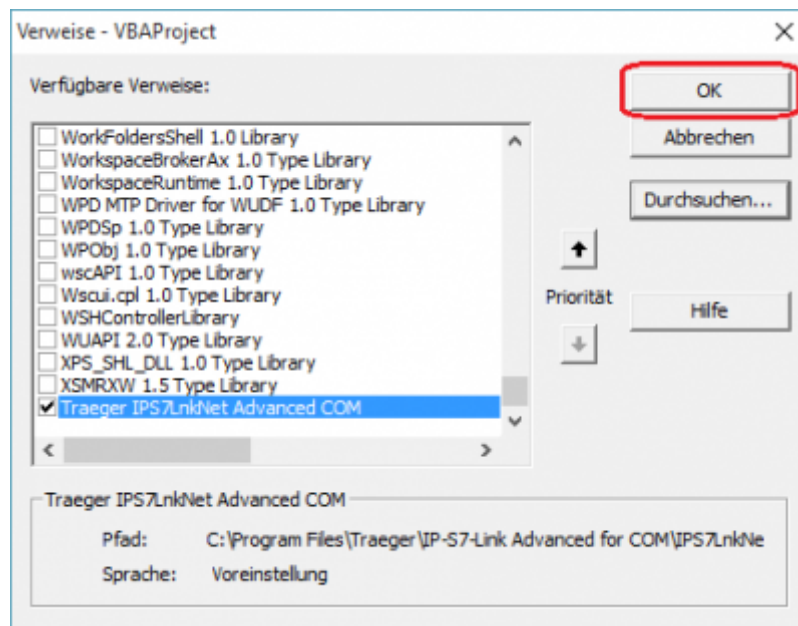 Verweise - VBAProject
Verfügbare Verweise:
OK
WorkFoldersShell 1.0 Library
Abbrechen
WorkspaceBrokerAx 1.0 Type Library
WorkspaceRuntime 1.0 Type Library
WPD MTP Driver for WUDF 1.0 Type Library
Durchsuchen...
WPDSp 1.0 Type Library
WPObj 1.0 Type Library
wscAPI 1.0 Type Library
Wscui.cpl 1.0 Type Library
Priorität
WSHControllerLibrary
Hilfe
WUAPI 2.0 Type Library
XPS_SHL_DLL 1.0 Type Library
XSMRXW 1.5 Type Library
Traeger IPS7LnkNet Advanced COM
Traeger IPS7LnkNet Advanced COM
Pfad: C:\Program Files\Traeger\IP-S7-Link Advanced for COM\IPS7LnkNe
Sprache: Voreinstellung